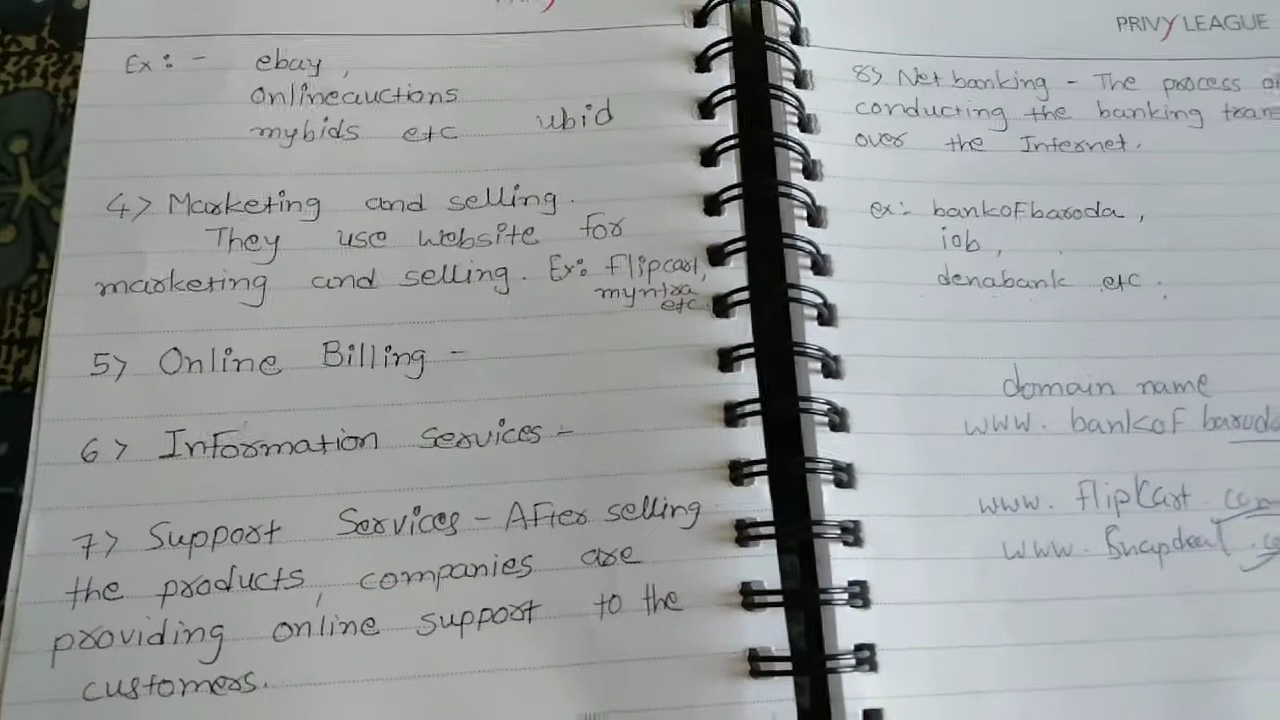 Ex:- ebay,
onlineauctions
mybids etc ubid
4) Marketing and selling.
They use website for
marketing and selling. Ex: flipcart,
myntra
etc.
5) Online Billing -
6) Information Services -
7) Support Services - After selling
the products, companies are
providing online support to the
customers.
PRIVY LEAGUE
8) Net banking - The process
conducting the banking
over the Internet.
ex: bankofbaroda,
iob,
denabank etc.
domain name
www. bankof baroda
www. flipkart . com
www. Snapdeal .co